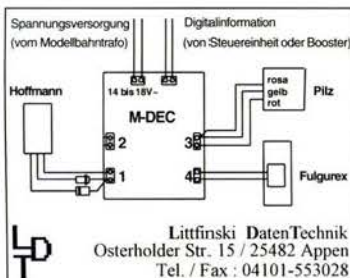 Spannungsversorgung
(vom Modellbahntrafo)
Digitalinformation
(von Steuereinheit oder Booster)
Hoffmann
14 bis 18V~
M-DEC
2
1
3
4
rosa
gelb
rot
Pilz
Fulgurex
Littfinski DatenTechnik
Osterholder Str. 15 / 25482 Appen
Tel. / Fax : 04101-553028